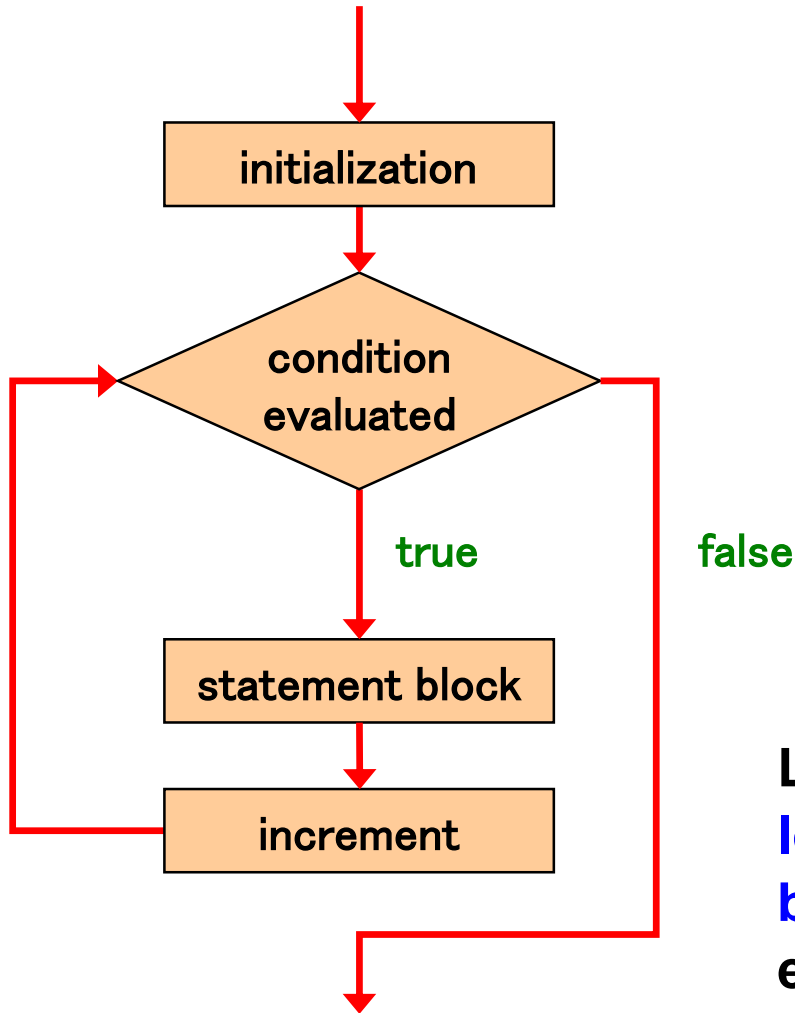 initialization
condition
evaluated
true
false
statement block
increment